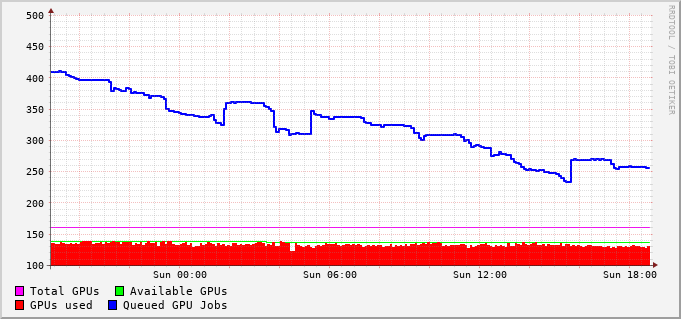 500
450
400
350
300
250
200
150
100
Sun 00:00 Sun 06:00 Sun 12:00 Sun 18:00
Total GPUs Available GPUs
GPUs used Queued GPU Jobs
RRDTOOL / TOBI OETIKER